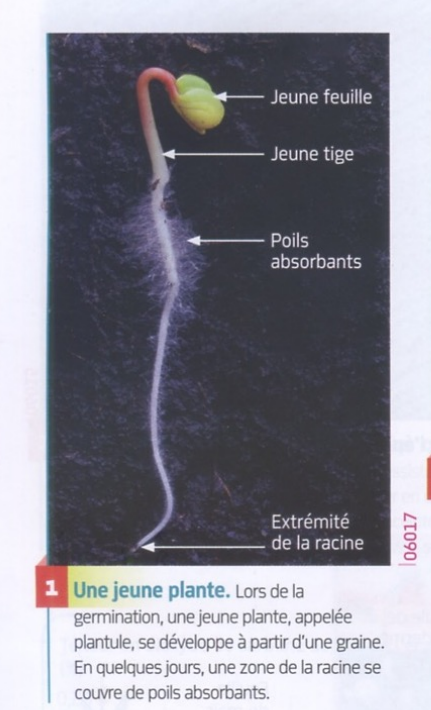 Jeune feuille
Jeune tige
Poils
absorbants
Extrémité
de la racine
06017
1 Une jeune plante. Lors de la
germination, une jeune plante, appelée
plantule, se développe à partir d'une graine.
En quelques jours, une zone de la racine se
couvre de poils absorbants.